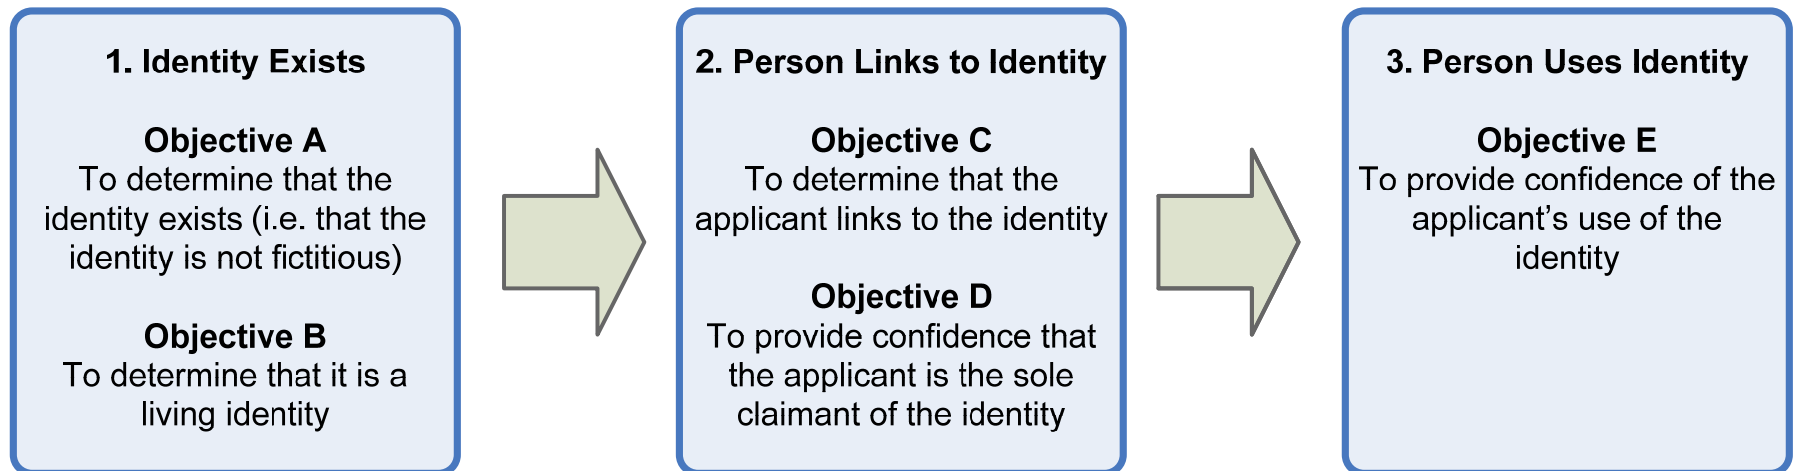 1. Identity Exists
Objective A
To determine that the
identity exists (i.e. that the
identity is not fictitious)
Objective B
To determine that it is a
living identity
2. Person Links to Identity
Objective C
To determine that the
applicant links to the identity
Objective D
To provide confidence that
the applicant is the sole
claimant of the identity
3. Person Uses Identity
Objective E
To provide confidence of the
applicant’s use of the
identity